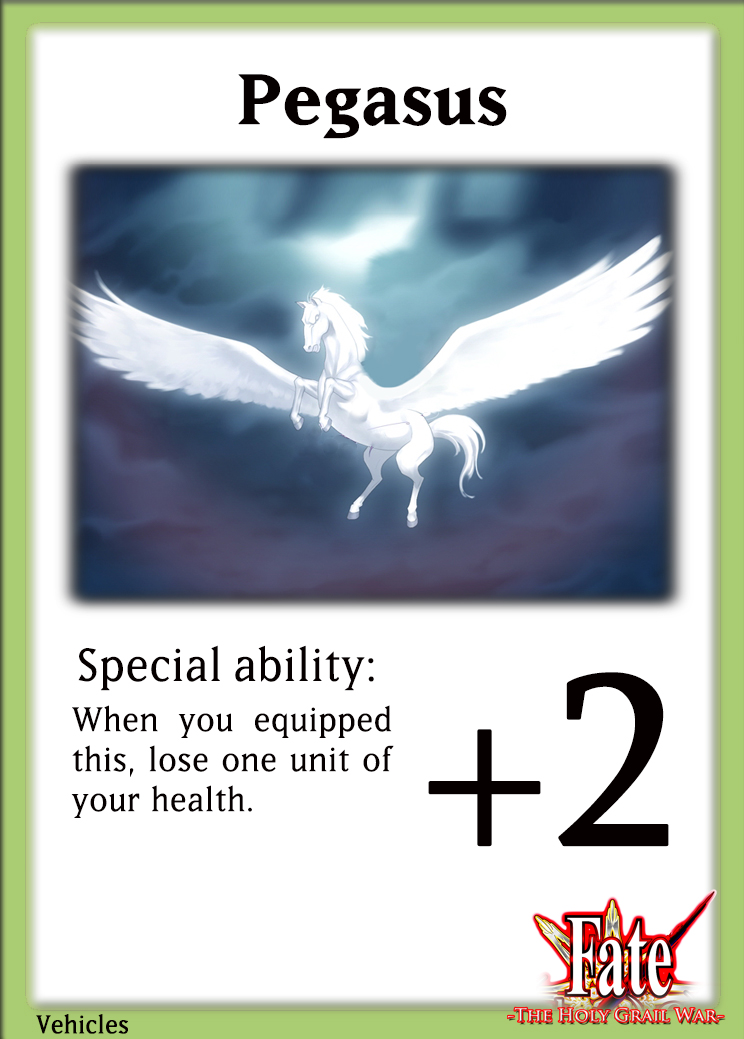 Pegasus
Special ability:
When you equipped
this, lose one unit of
your health.
+2
Fate
-The Holy Grail War-
Vehicles